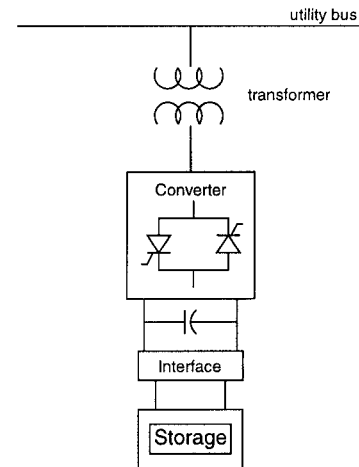 utility bus
transformer
Converter
Interface
Storage